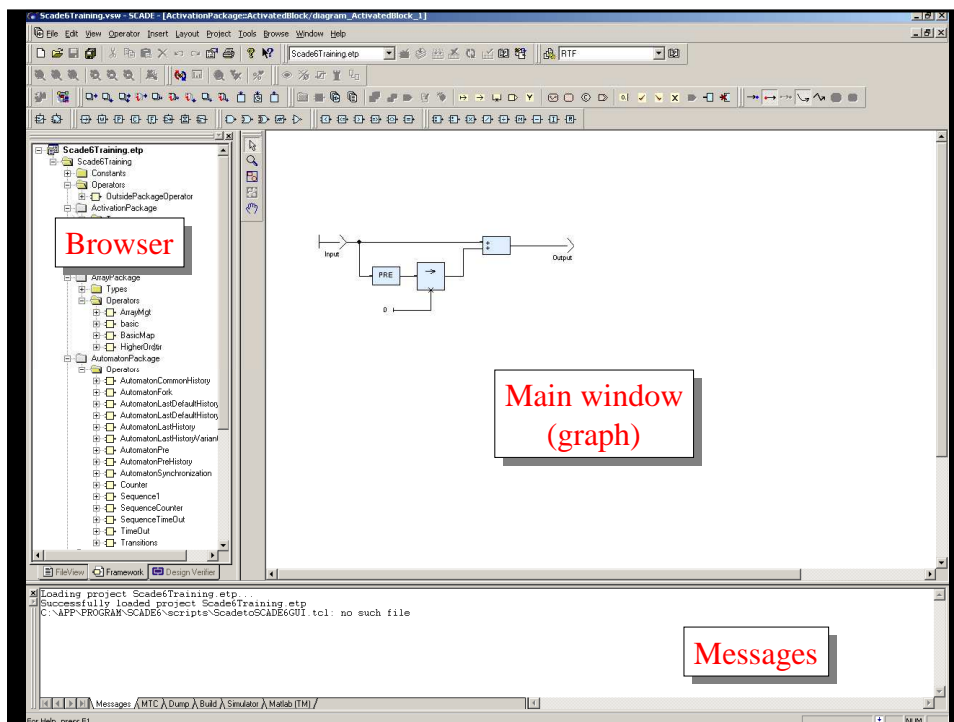 Scade6Training.vsw - SCADE - [ActivationPackage::ActivatedBlock/diagram_ActivatedBlock_1]
File Edit View Operator Insert Layout Project Tools Browse Window Help
Scade6Training.etp RTF
Scade6Training.etp
Scade6Training
Constants
Operators
OutsidePackageOperator
ActivationPackage
Browser
ArrayPackage
Types
Operators
ArrayMgt
basic
BasicMap
HigherOrder
AutomatonPackage
Operators
AutomatonCommonHistory
AutomatonFork
AutomatonLastDefaultHistory
AutomatonLastDefaultHistory
AutomatonLastHistory
AutomatonLastHistoryVariant
AutomatonPre
AutomatonPreHistory
AutomatonSynchronization
Counter
Sequence1
SequenceCounter
SequenceTimeOut
TimeOut
Transitions
FileView Framework Design Verifier
Input
PRE
0
+
+
Output
Main window
(graph)
Loading project Scade6Training.etp...
Successfully loaded project Scade6Training.etp
C:\APP\PROGRAM\SCADE6\scripts\ScadetoSCADE6GUI.tcl: no such file
Messages
Messages MTC Dump Build Simulator Matlab (TM)
For Help, press F1 NUM